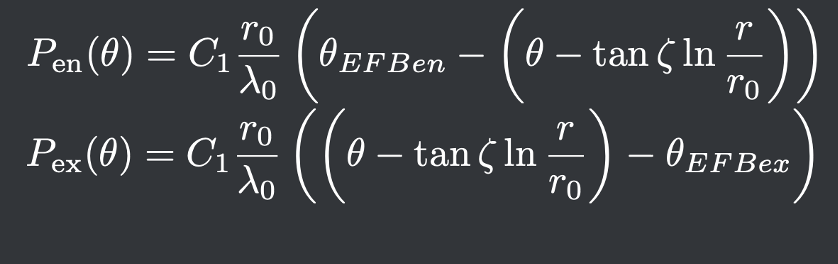 P_en(θ) = C_1 r_0/λ_0 (θ_EFBen − (θ − tan ζ ln r/r_0))
P_ex(θ) = C_1 r_0/λ_0 ((θ − tan ζ ln r/r_0) − θ_EFBex)